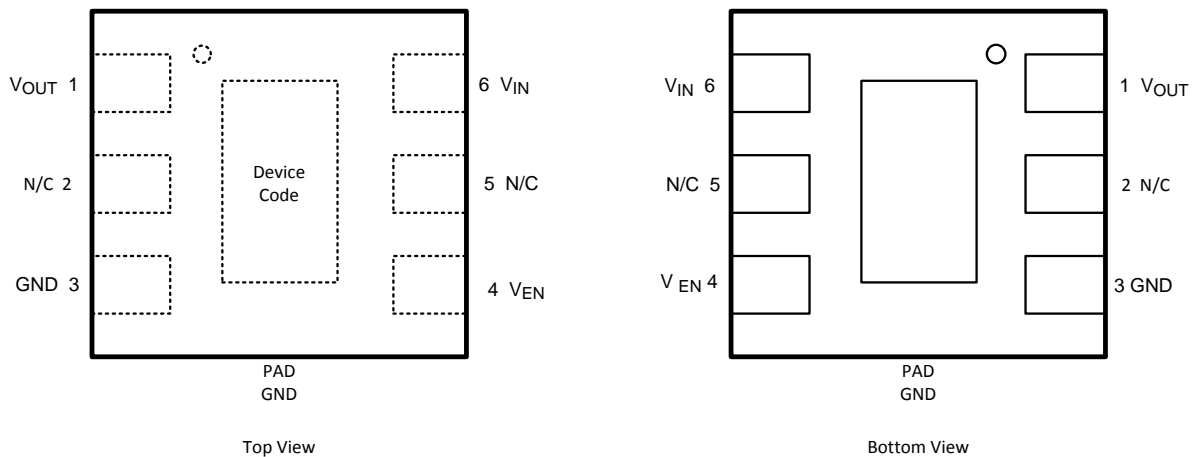 VOUT 1
6 VIN
N/C 2
Device
Code
5 N/C
GND 3
4 VEN
PAD
GND
Top View
VIN 6
1 VOUT
N/C 5
2 N/C
V EN 4
3 GND
PAD
GND
Bottom View